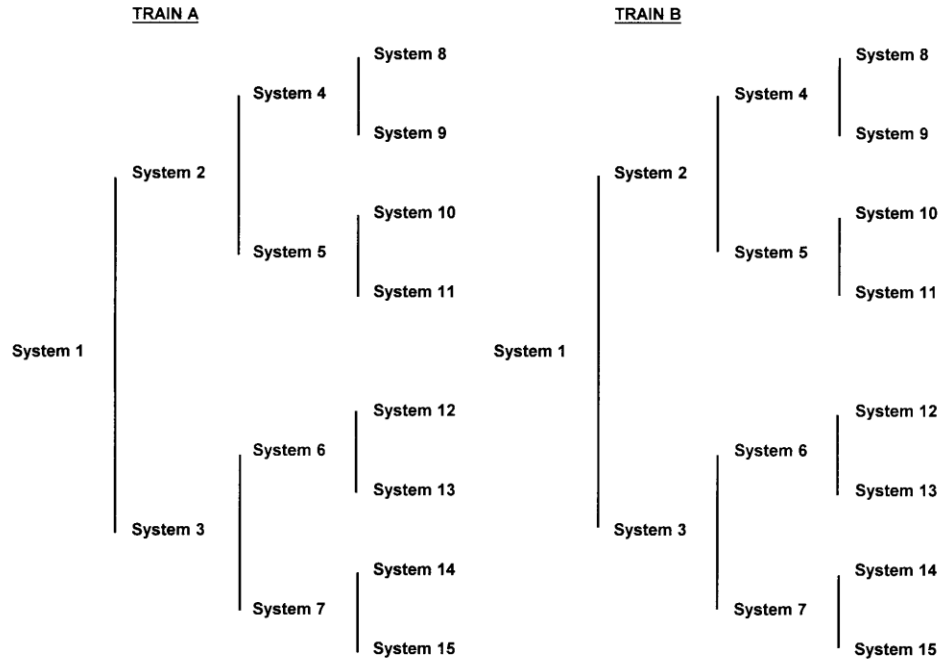 TRAIN A
System 8
System 4
System 9
System 2
System 10
System 5
System 11
System 1
System 12
System 6
System 13
System 3
System 14
System 7
System 15
TRAIN B
System 8
System 4
System 9
System 2
System 10
System 5
System 11
System 1
System 12
System 6
System 13
System 3
System 14
System 7
System 15